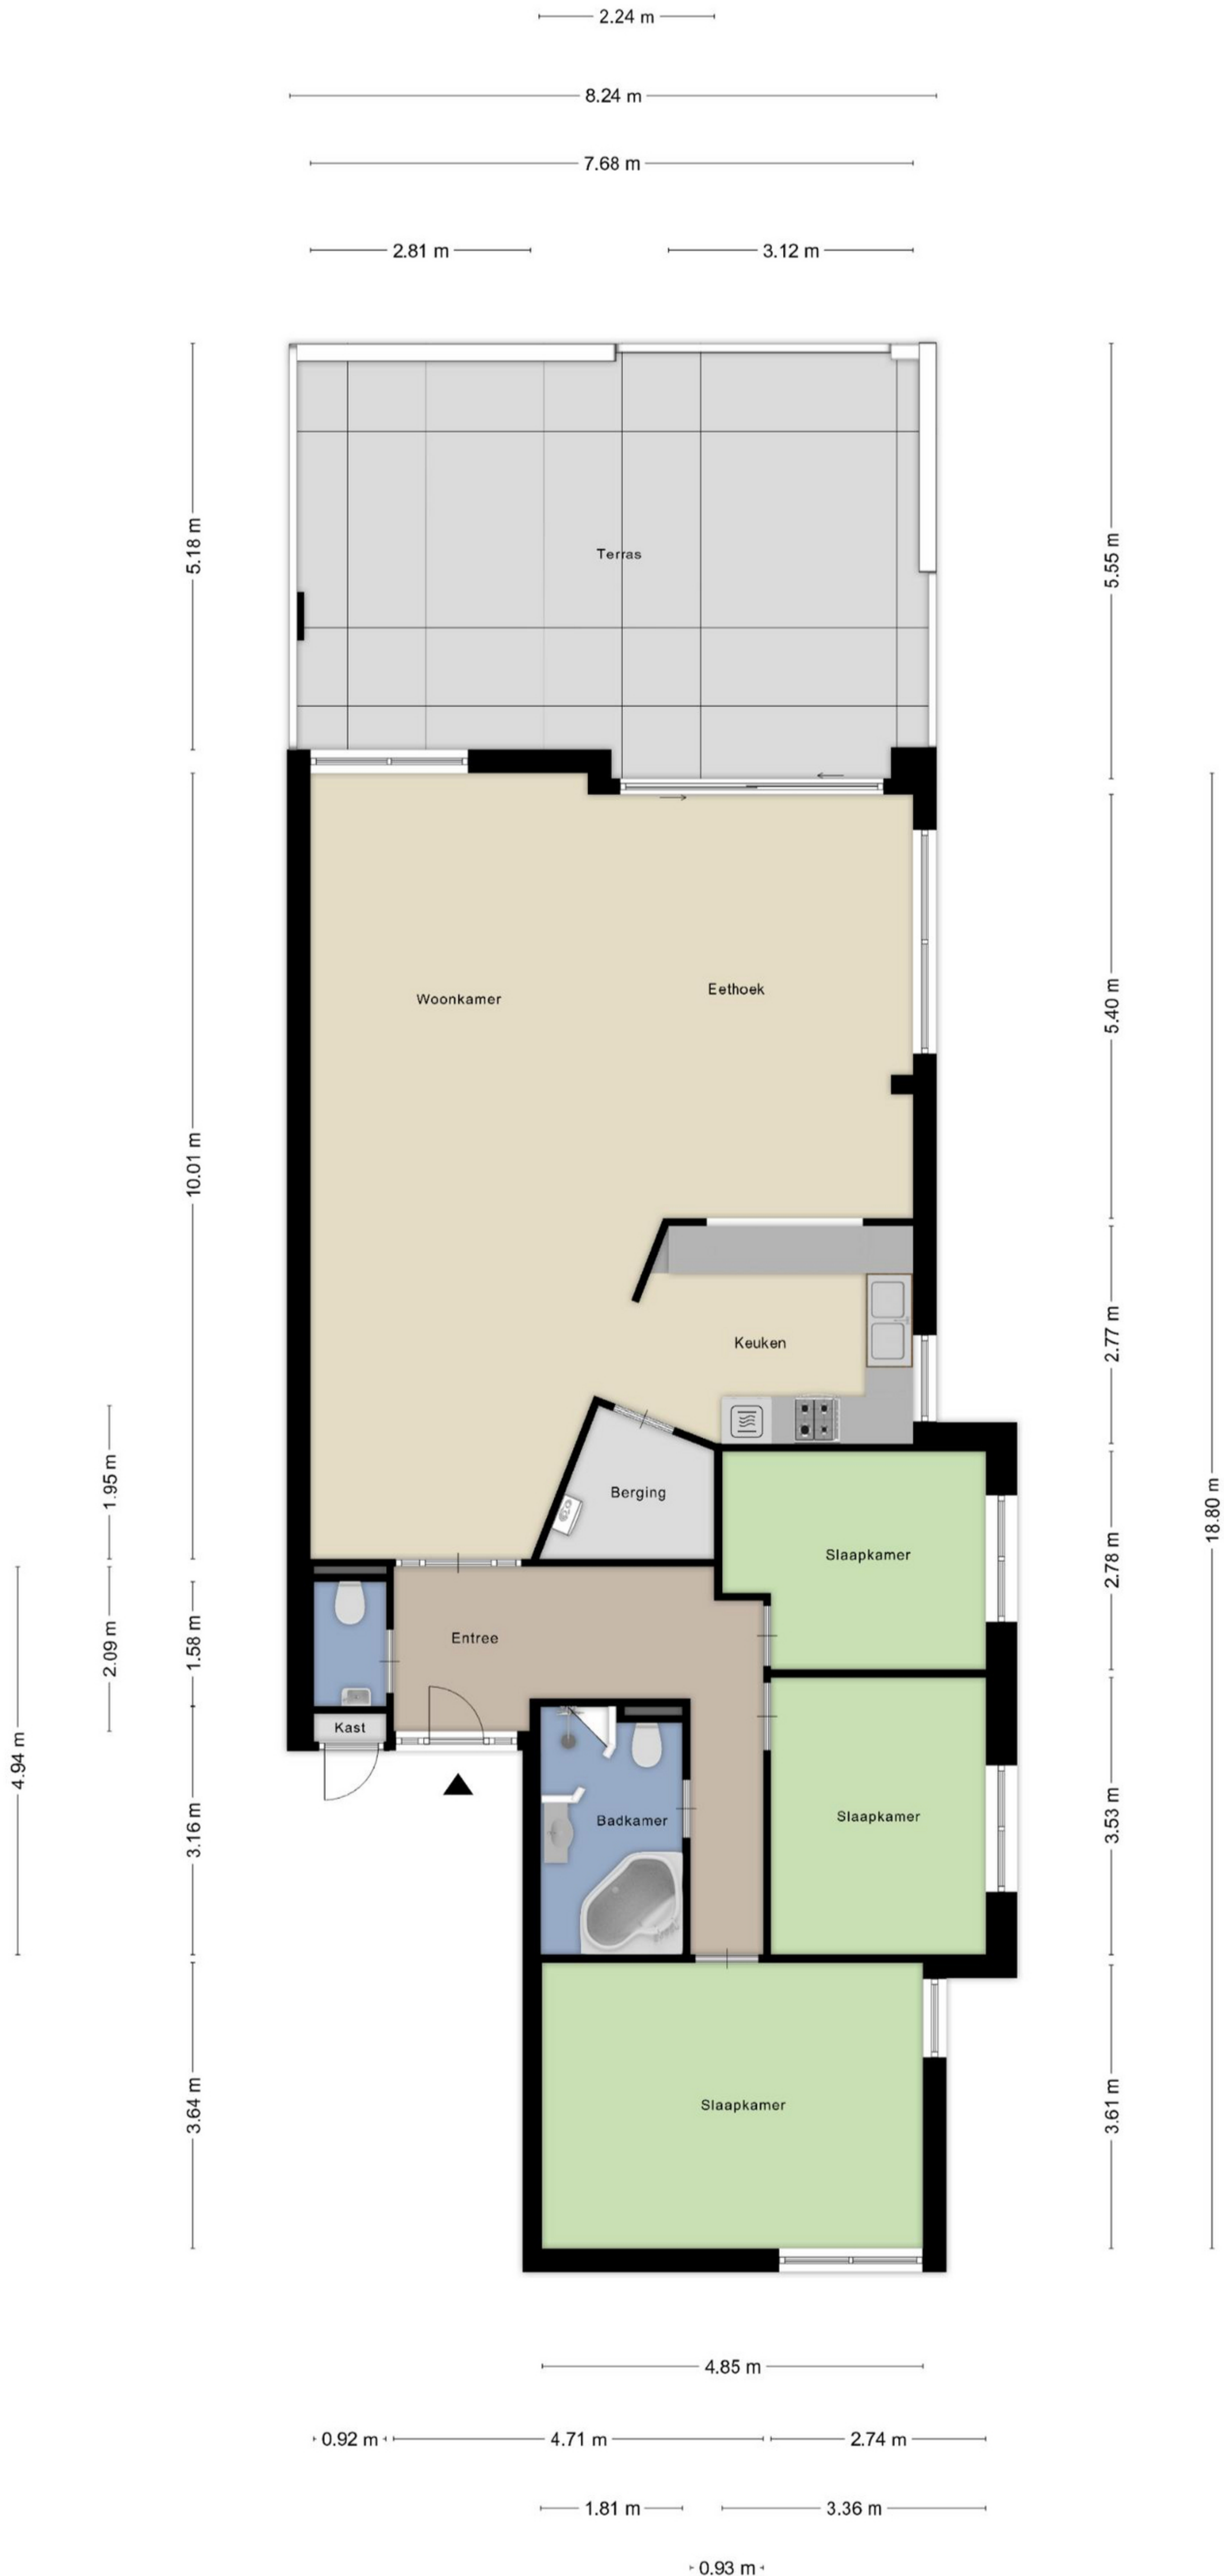 2.24 m
8.24 m
7.68 m
2.81 m
3.12 m
5.18 m
5.55 m
Terras
10.01 m
5.40 m
18.80 m
Woonkamer
Eethoek
Keuken
2.77 m
1.95 m
Berging
Slaapkamer
2.78 m
2.09 m
1.58 m
Entree
Kast
4.94 m
3.16 m
Badkamer
Slaapkamer
3.53 m
3.64 m
Slaapkamer
3.61 m
4.85 m
0.92 m
4.71 m
2.74 m
1.81 m
3.36 m
0.93 m